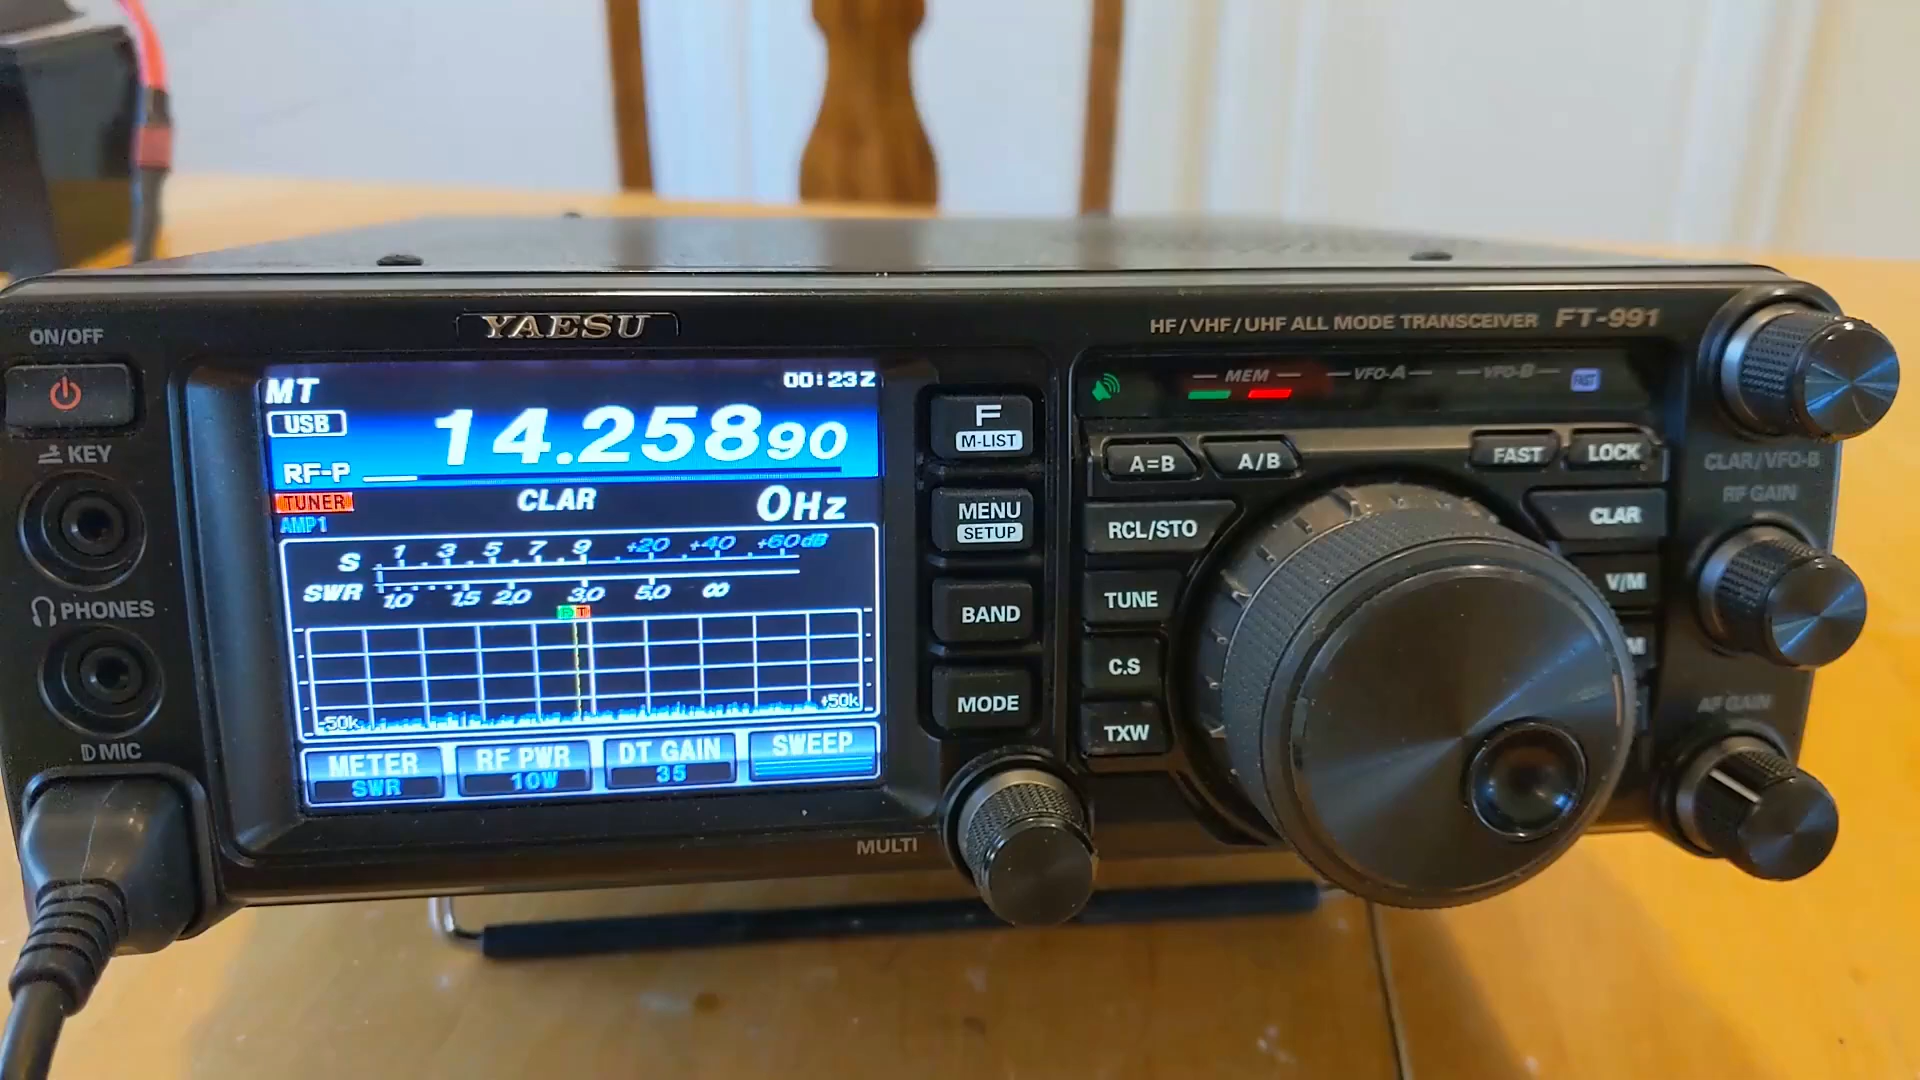 YAESU
HF/VHF/UHF ALL MODE TRANSCEIVER FT-991
ON/OFF
KEY
PHONES
MIC
MT
00:23Z
USB
14.258 90
RF-P
TUNER
CLAR
0Hz
AMP1
S 1 3 5 7 9 +20 +40 +60dB
SWR 1.0 1.5 2.0 3.0 5.0 ∞
-50k
+50k
METER
SWR
RF PWR
10W
DT GAIN
35
SWEEP
MULTI
F
M-LIST
MENU
SETUP
BAND
MODE
MEM
VFO-A
VFO-B
FAST
A=B
A/B
FAST
LOCK
RCL/STO
CLAR
TUNE
V/M
C.S
M
TXW
CLAR/VFO-B
RF GAIN
AF GAIN